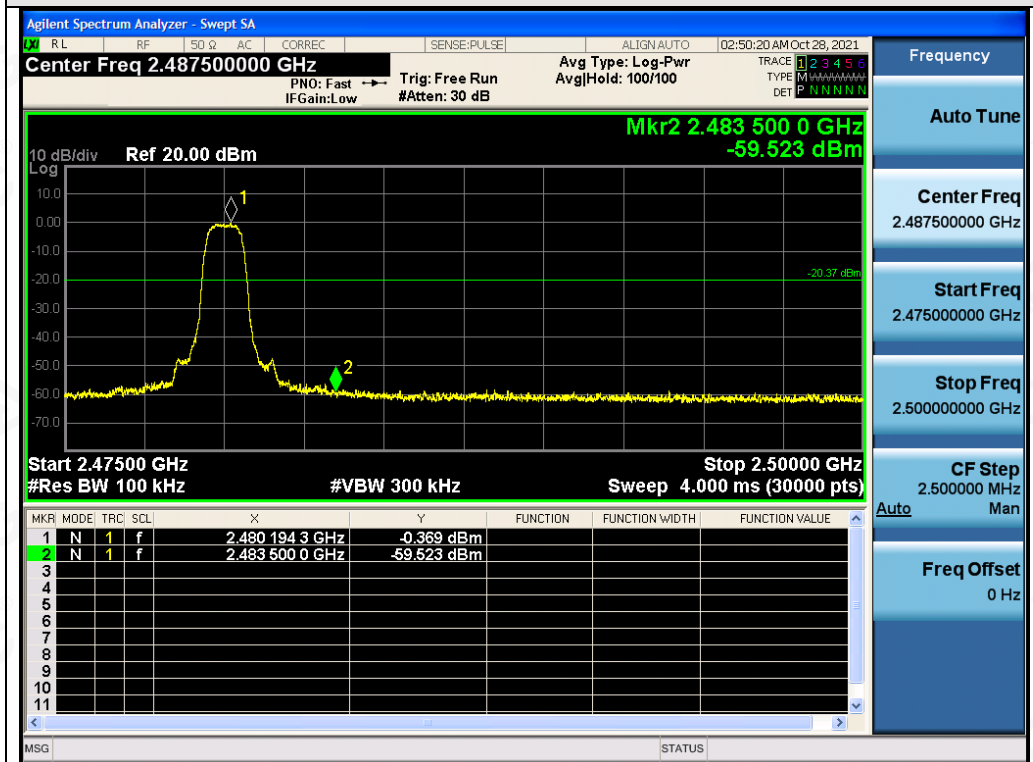 Agilent Spectrum Analyzer - Swept SA
LXI RL RF 50 Ω AC CORREC SENSE:PULSE ALIGN AUTO 02:50:20 AM Oct 28, 2021
Center Freq 2.487500000 GHz
PNO: Fast
IFGain:Low
Trig: Free Run
#Atten: 30 dB
Avg Type: Log-Pwr
Avg|Hold: 100/100
TRACE 1 2 3 4 5 6
TYPE M
DET P N N N N N
Mkr2 2.483 500 0 GHz
-59.523 dBm
10 dB/div Ref 20.00 dBm
Log
10.0
0.00
-10.0
-20.0
-30.0
-40.0
-50.0
-60.0
-70.0
1
-20.37 dBm
2
Start 2.47500 GHz Stop 2.50000 GHz
#Res BW 100 kHz #VBW 300 kHz Sweep 4.000 ms (30000 pts)
MKR MODE TRC SCL X Y FUNCTION FUNCTION WIDTH FUNCTION VALUE
1 N 1 f 2.480 194 3 GHz -0.369 dBm
2 N 1 f 2.483 500 0 GHz -59.523 dBm
3
4
5
6
7
8
9
10
11
MSG STATUS
Frequency
Auto Tune
Center Freq
2.487500000 GHz
Start Freq
2.475000000 GHz
Stop Freq
2.500000000 GHz
CF Step
2.500000 MHz
Auto Man
Freq Offset
0 Hz